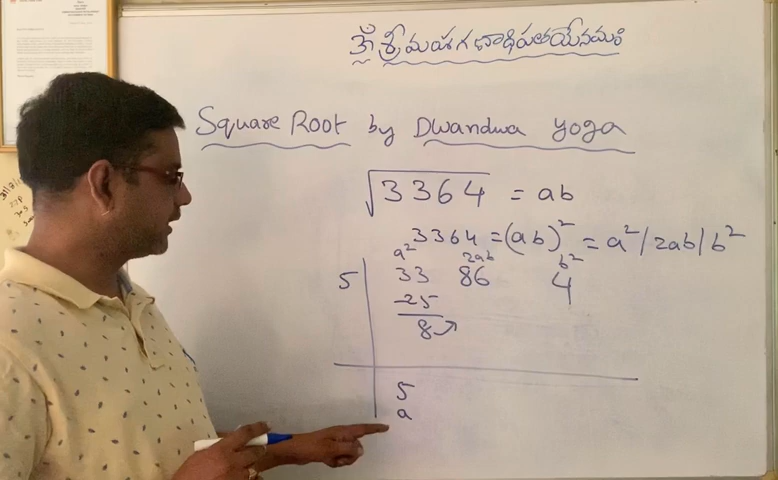 ఓం శ్రీ మహాగణాధిపతయేనమః
Square Root by Dwandwa yoga
√3364 = ab
3364 = (ab)² = a²/2ab/b²
a² 2ab b²
5 33 86 4
-25
8
5
a